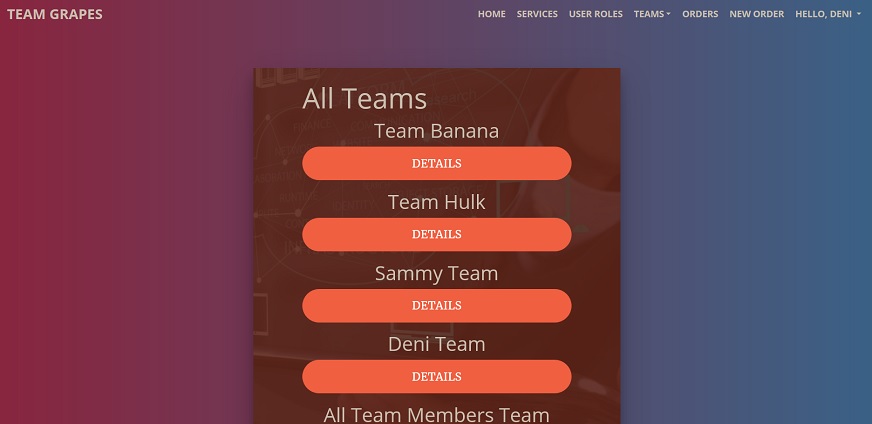 TEAM GRAPES
HOME SERVICES USER ROLES TEAMS ORDERS NEW ORDER HELLO, DENI
All Teams
Team Banana
DETAILS
Team Hulk
DETAILS
Sammy Team
DETAILS
Deni Team
DETAILS
All Team Members Team